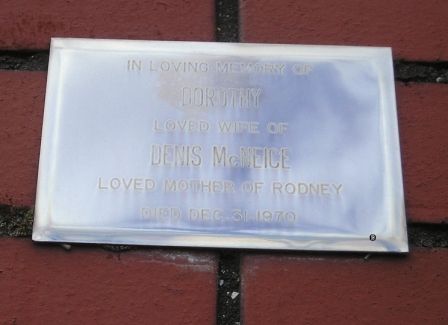 IN LOVING MEMORY OF
DOROTHY
LOVED WIFE OF
DENIS McNEICE
LOVED MOTHER OF RODNEY
DIED DEC. 31. 1970